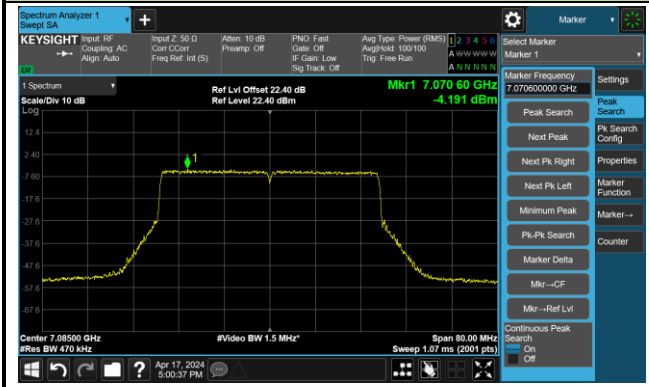 Spectrum Analyzer 1
Swept SA
Marker
KEYSIGHT
Input: RF
Coupling: AC
Align: Auto
Input Z: 50 Ω
Corr CCorr
Freq Ref: Int (S)
Atten: 10 dB
Preamp: Off
PNO: Fast
Gate: Off
IF Gain: Low
Sig Track: Off
Avg Type: Power (RMS)
Avg|Hold: 100/100
Trig: Free Run
1 2 3 4 5 6
A W W W W W
A N N N N N
Select Marker
Marker 1
1 Spectrum
Scale/Div 10 dB
Log
Ref Lvl Offset 22.40 dB
Ref Level 22.40 dBm
Mkr1 7.070 60 GHz
-4.191 dBm
12.4
2.40
-7.60
-17.6
-27.6
-37.6
-47.6
-57.6
-67.6
1
Center 7.08500 GHz
#Res BW 470 kHz
#Video BW 1.5 MHz*
Span 80.00 MHz
Sweep 1.07 ms (2001 pts)
Marker Frequency
7.070600000 GHz
Peak Search
Next Peak
Next Pk Right
Next Pk Left
Minimum Peak
Pk-Pk Search
Marker Delta
Mkr→CF
Mkr→Ref Lvl
Continuous Peak
Search
On
Off
Settings
Peak
Search
Pk Search
Config
Properties
Marker
Function
Marker→
Counter
Apr 17, 2024
5:00:37 PM